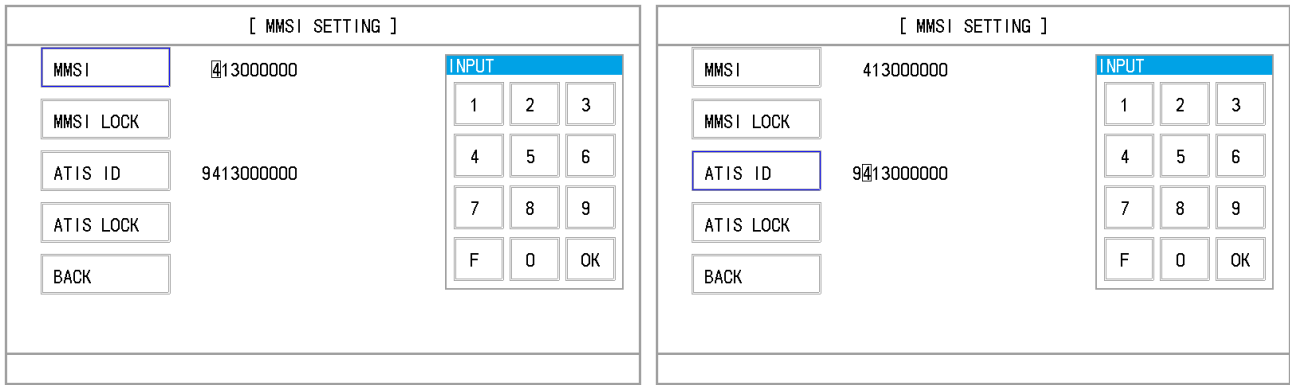 [ MMSI SETTING ]
MMSI 413000000
MMSI LOCK
ATIS ID 9413000000
ATIS LOCK
BACK
INPUT
1 2 3
4 5 6
7 8 9
F 0 OK
[ MMSI SETTING ]
MMSI 413000000
MMSI LOCK
ATIS ID 9413000000
ATIS LOCK
BACK
INPUT
1 2 3
4 5 6
7 8 9
F 0 OK